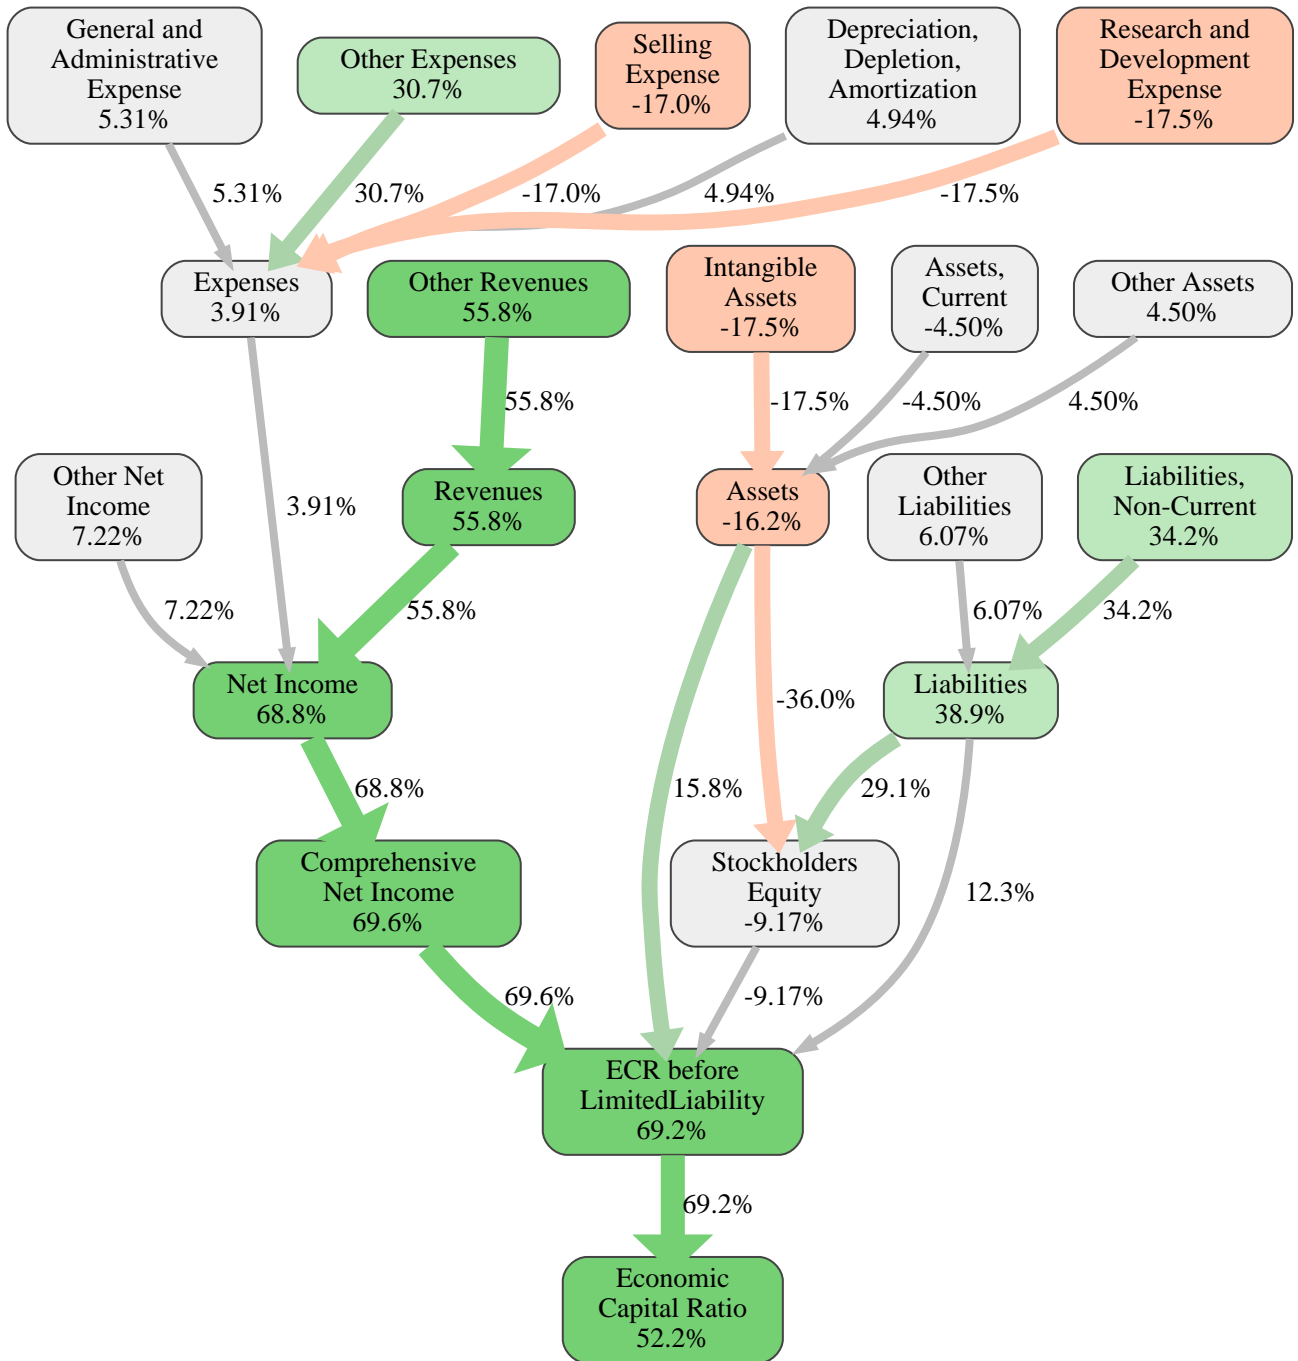 General and
Administrative
Expense
5.31%
Other Expenses
30.7%
Selling
Expense
-17.0%
Depreciation,
Depletion,
Amortization
4.94%
Research and
Development
Expense
-17.5%
5.31%
30.7%
-17.0%
4.94%
-17.5%
Expenses
3.91%
Other Revenues
55.8%
Intangible
Assets
-17.5%
Assets,
Current
-4.50%
Other Assets
4.50%
55.8%
-17.5%
-4.50%
4.50%
Other Net
Income
7.22%
3.91%
Revenues
55.8%
Assets
-16.2%
Other
Liabilities
6.07%
Liabilities,
Non-Current
34.2%
7.22%
55.8%
6.07%
34.2%
Net Income
68.8%
-36.0%
Liabilities
38.9%
68.8%
15.8%
29.1%
Comprehensive
Net Income
69.6%
Stockholders
Equity
-9.17%
12.3%
69.6%
-9.17%
ECR before
LimitedLiability
69.2%
69.2%
Economic
Capital Ratio
52.2%